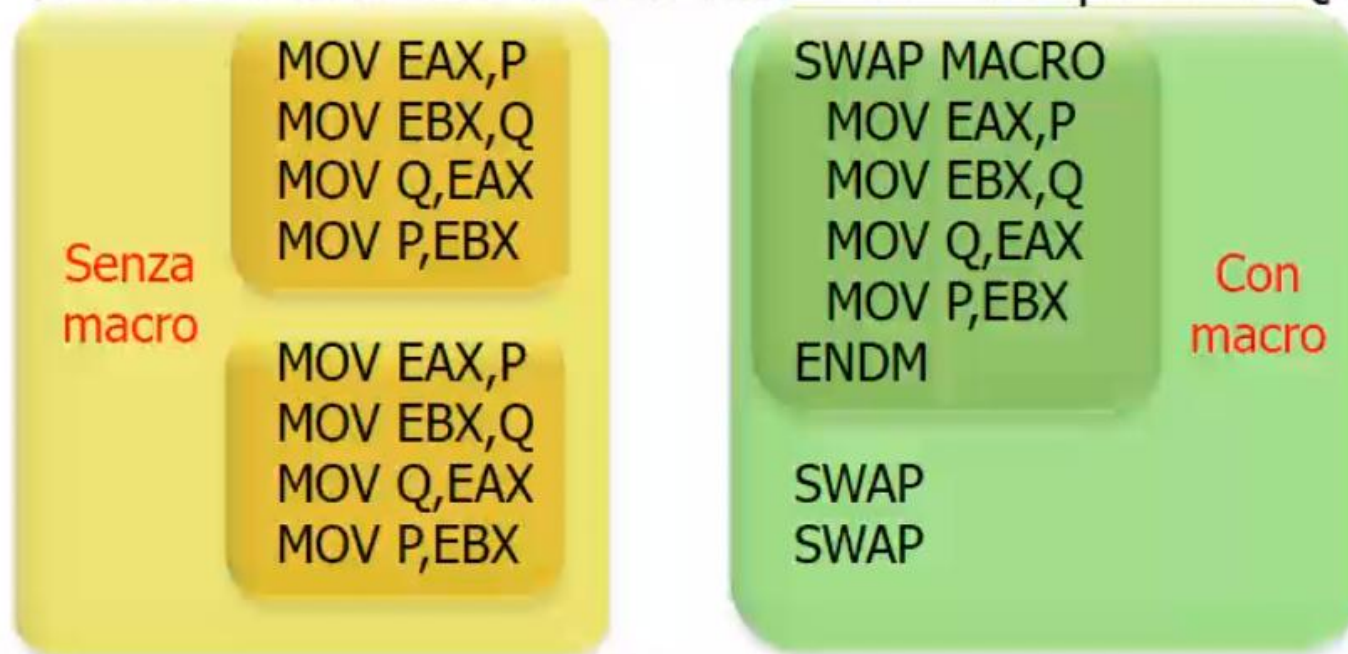 MOV EAX,P
MOV EBX,Q
MOV Q,EAX
MOV P,EBX
Senza
macro
MOV EAX,P
MOV EBX,Q
MOV Q,EAX
MOV P,EBX
SWAP MACRO
MOV EAX,P
MOV EBX,Q
MOV Q,EAX
MOV P,EBX
ENDM
Con
macro
SWAP
SWAP